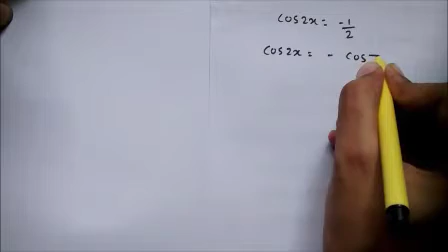 cos2x = -1/2
cos2x = - cos